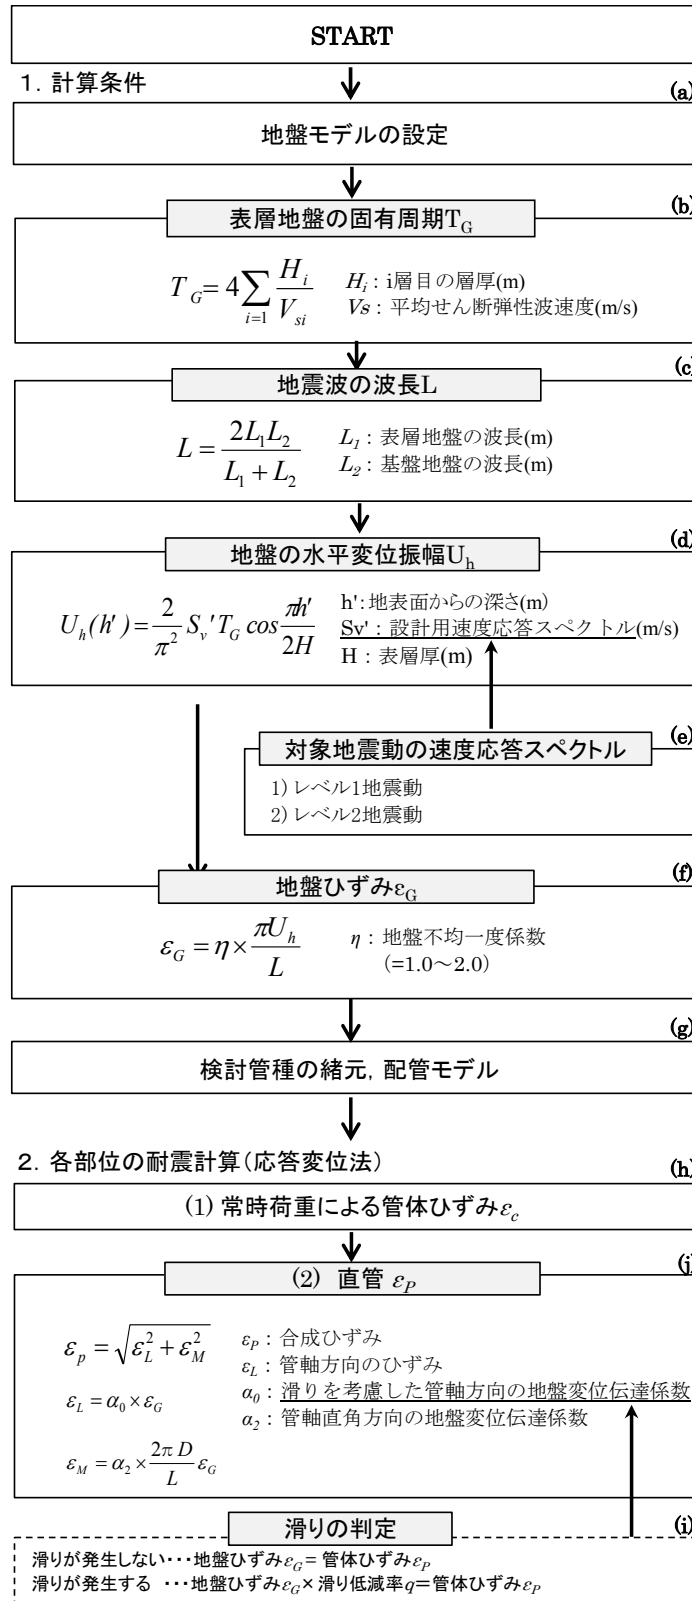 START
1. 計算条件
(a)
地盤モデルの設定
(b)
表層地盤の固有周期T_G
T_G=4∑_{i=1} H_i/V_{si}
H_i：i層目の層厚(m)
Vs：平均せん断弾性波速度(m/s)
(c)
地震波の波長L
L=2L_1L_2/(L_1+L_2)
L_1：表層地盤の波長(m)
L_2：基盤地盤の波長(m)
(d)
地盤の水平変位振幅U_h
U_h(h')=2/π^2 S_v'T_G cos πh'/2H
h':地表面からの深さ(m)
Sv'：設計用速度応答スペクトル(m/s)
H：表層厚(m)
(e)
対象地震動の速度応答スペクトル
1)レベル1地震動
2)レベル2地震動
(f)
地盤ひずみε_G
ε_G=η×πU_h/L
η：地盤不均一度係数
(=1.0～2.0)
(g)
検討管種の緒元，配管モデル
2. 各部位の耐震計算(応答変位法)
(h)
(1) 常時荷重による管体ひずみε_c
(j)
(2) 直管 ε_P
ε_p=√(ε_L^2+ε_M^2)
ε_L=α_0×ε_G
ε_M=α_2×2πD/L ε_G
ε_P：合成ひずみ
ε_L：管軸方向のひずみ
α_0：滑りを考慮した管軸方向の地盤変位伝達係数
α_2：管軸直角方向の地盤変位伝達係数
(i)
滑りの判定
滑りが発生しない･･･地盤ひずみε_G=管体ひずみε_P
滑りが発生する ･･･地盤ひずみε_G×滑り低減率q=管体ひずみε_P